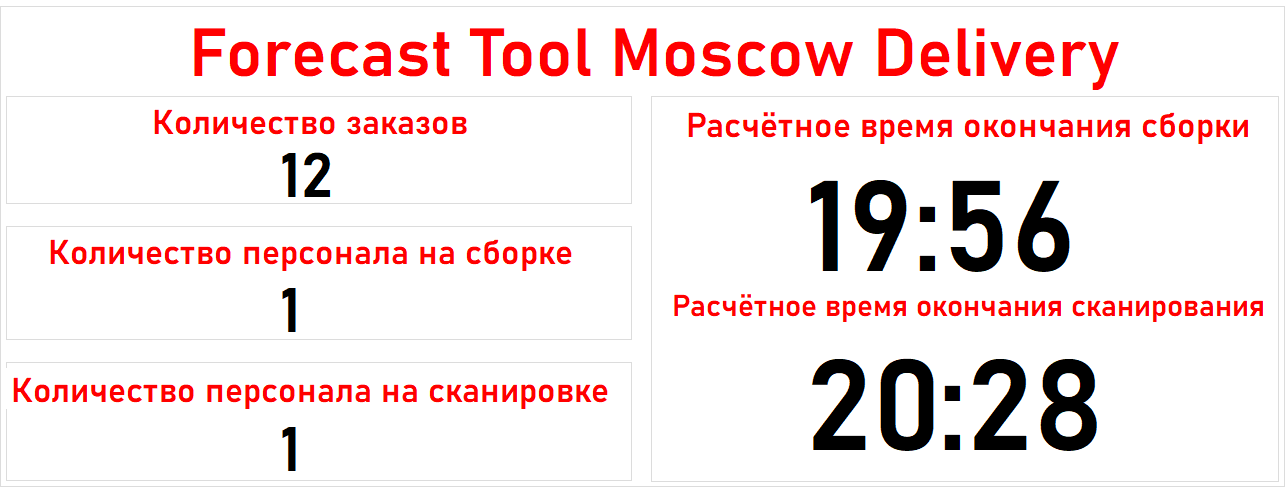 Forecast Tool Moscow Delivery
Количество заказов
12
Количество персонала на сборке
1
Количество персонала на сканировке
1
Расчётное время окончания сборки
19:56
Расчётное время окончания сканирования
20:28